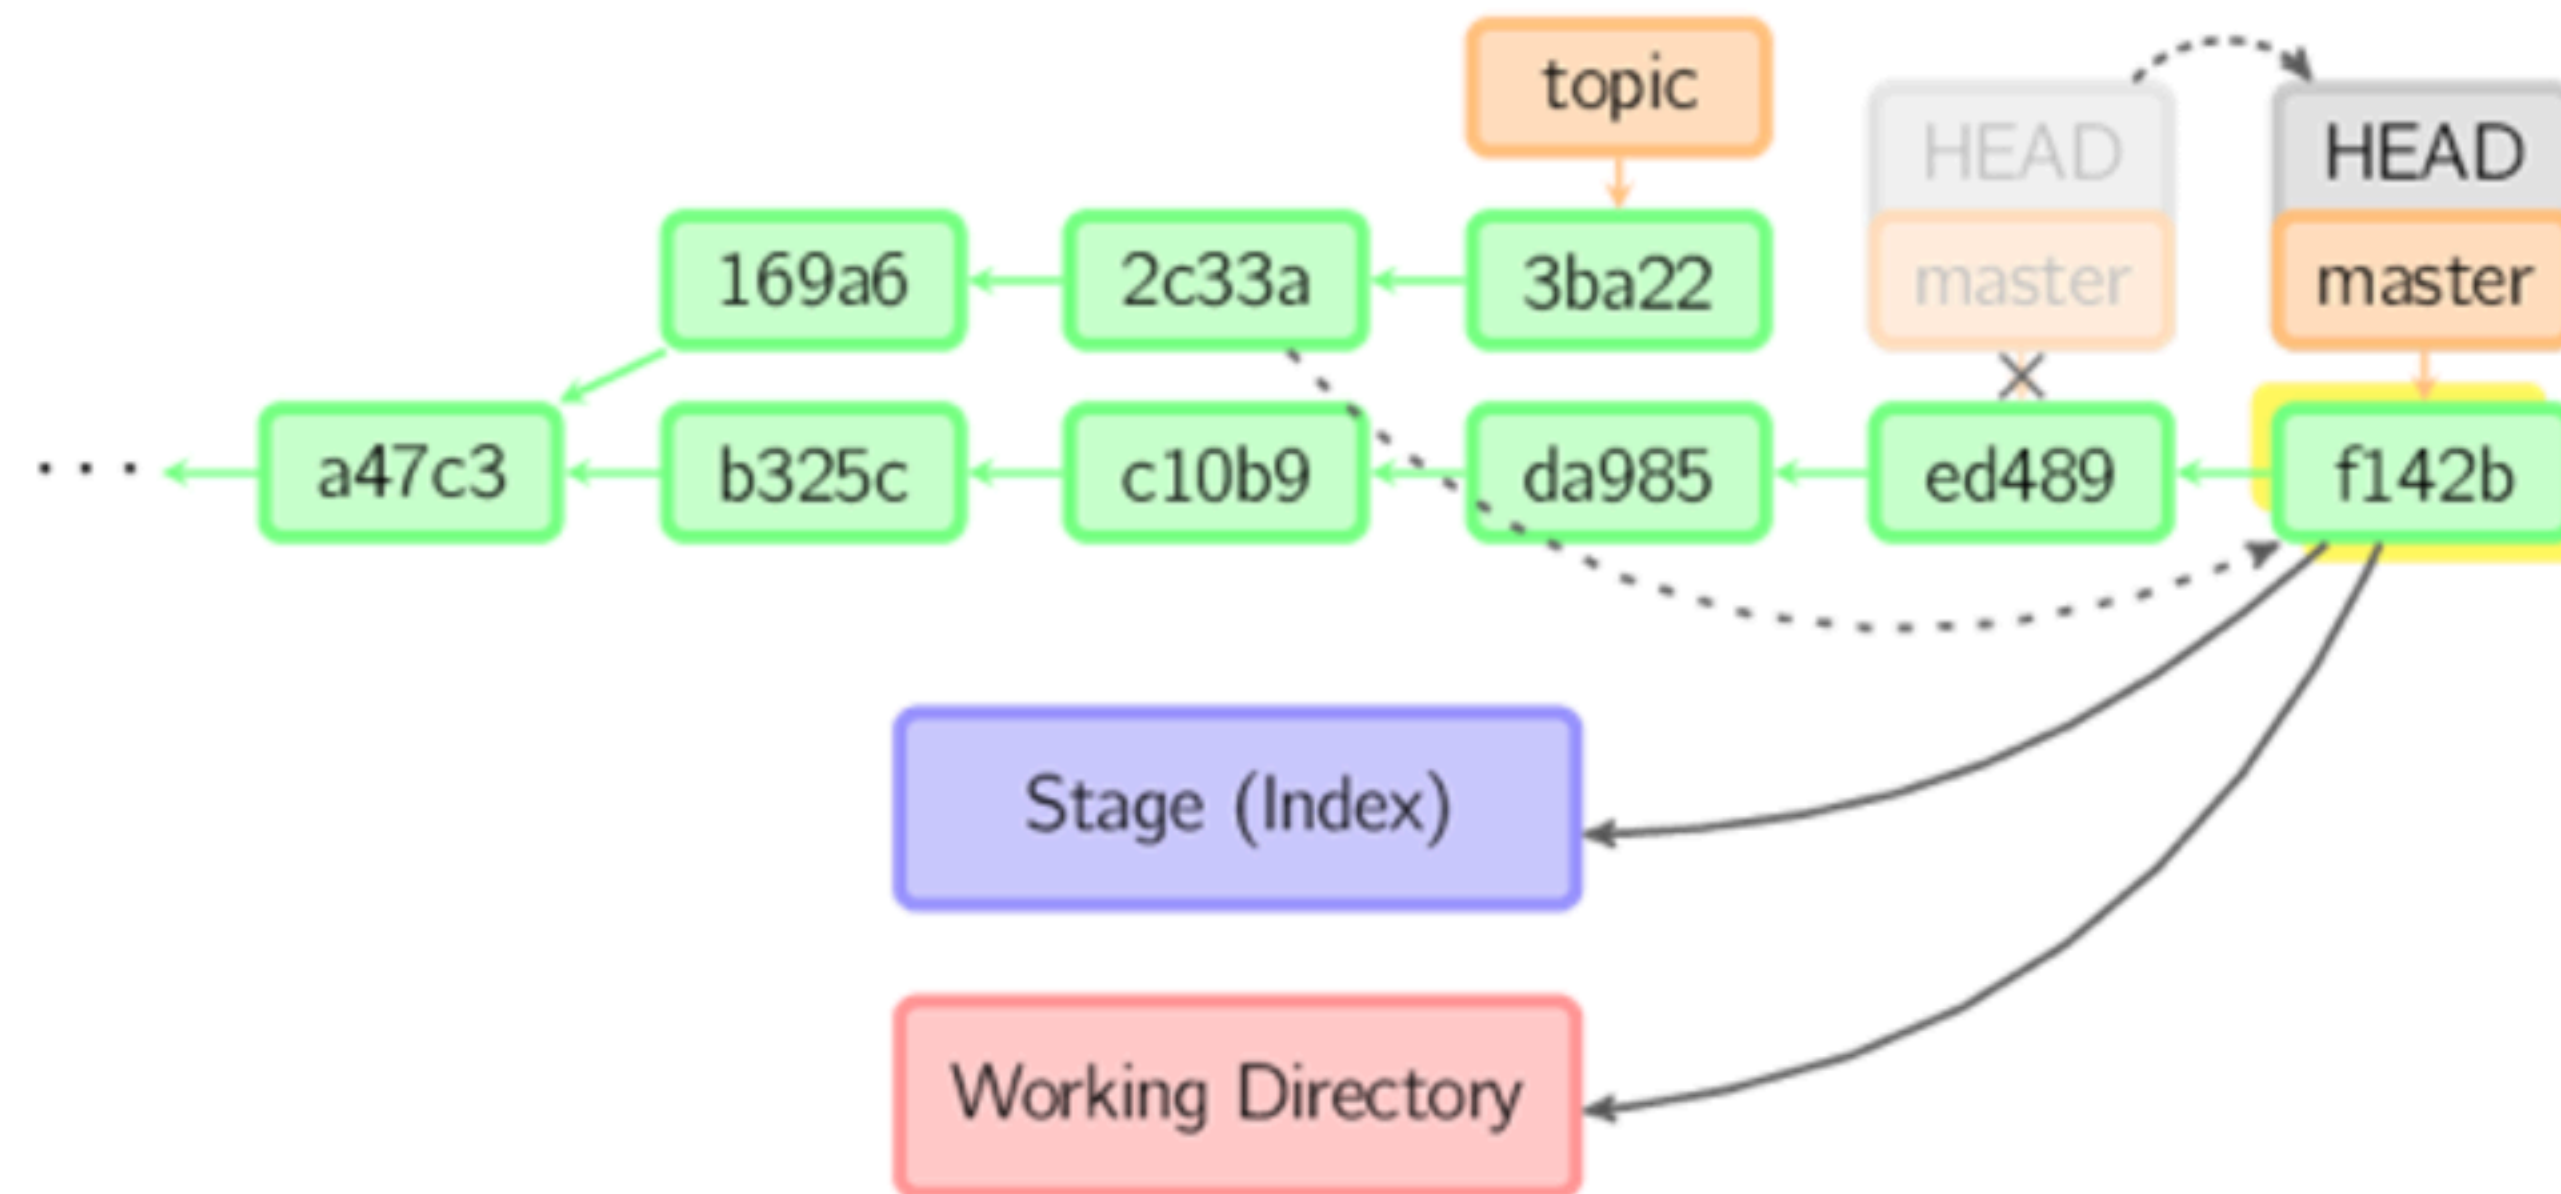 topic
HEAD
HEAD
169a6
2c33a
3ba22
master
master
...
a47c3
b325c
c10b9
da985
ed489
f142b
Stage (Index)
Working Directory